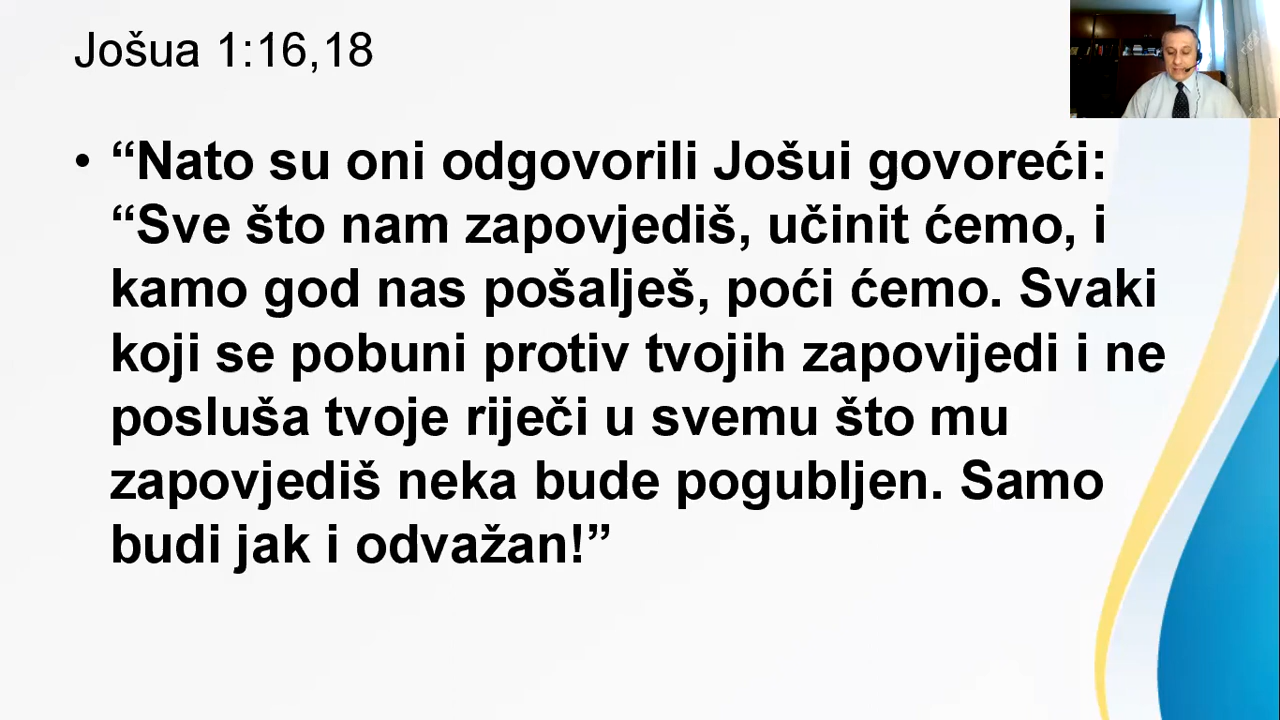 Jošua 1:16,18
• “Nato su oni odgovorili Jošui govoreći:
“Sve što nam zapovjediš, učinit ćemo, i
kamo god nas pošalješ, poći ćemo. Svaki
koji se pobuni protiv tvojih zapovijedi i ne
posluša tvoje riječi u svemu što mu
zapovjediš neka bude pogubljen. Samo
budi jak i odvažan!”